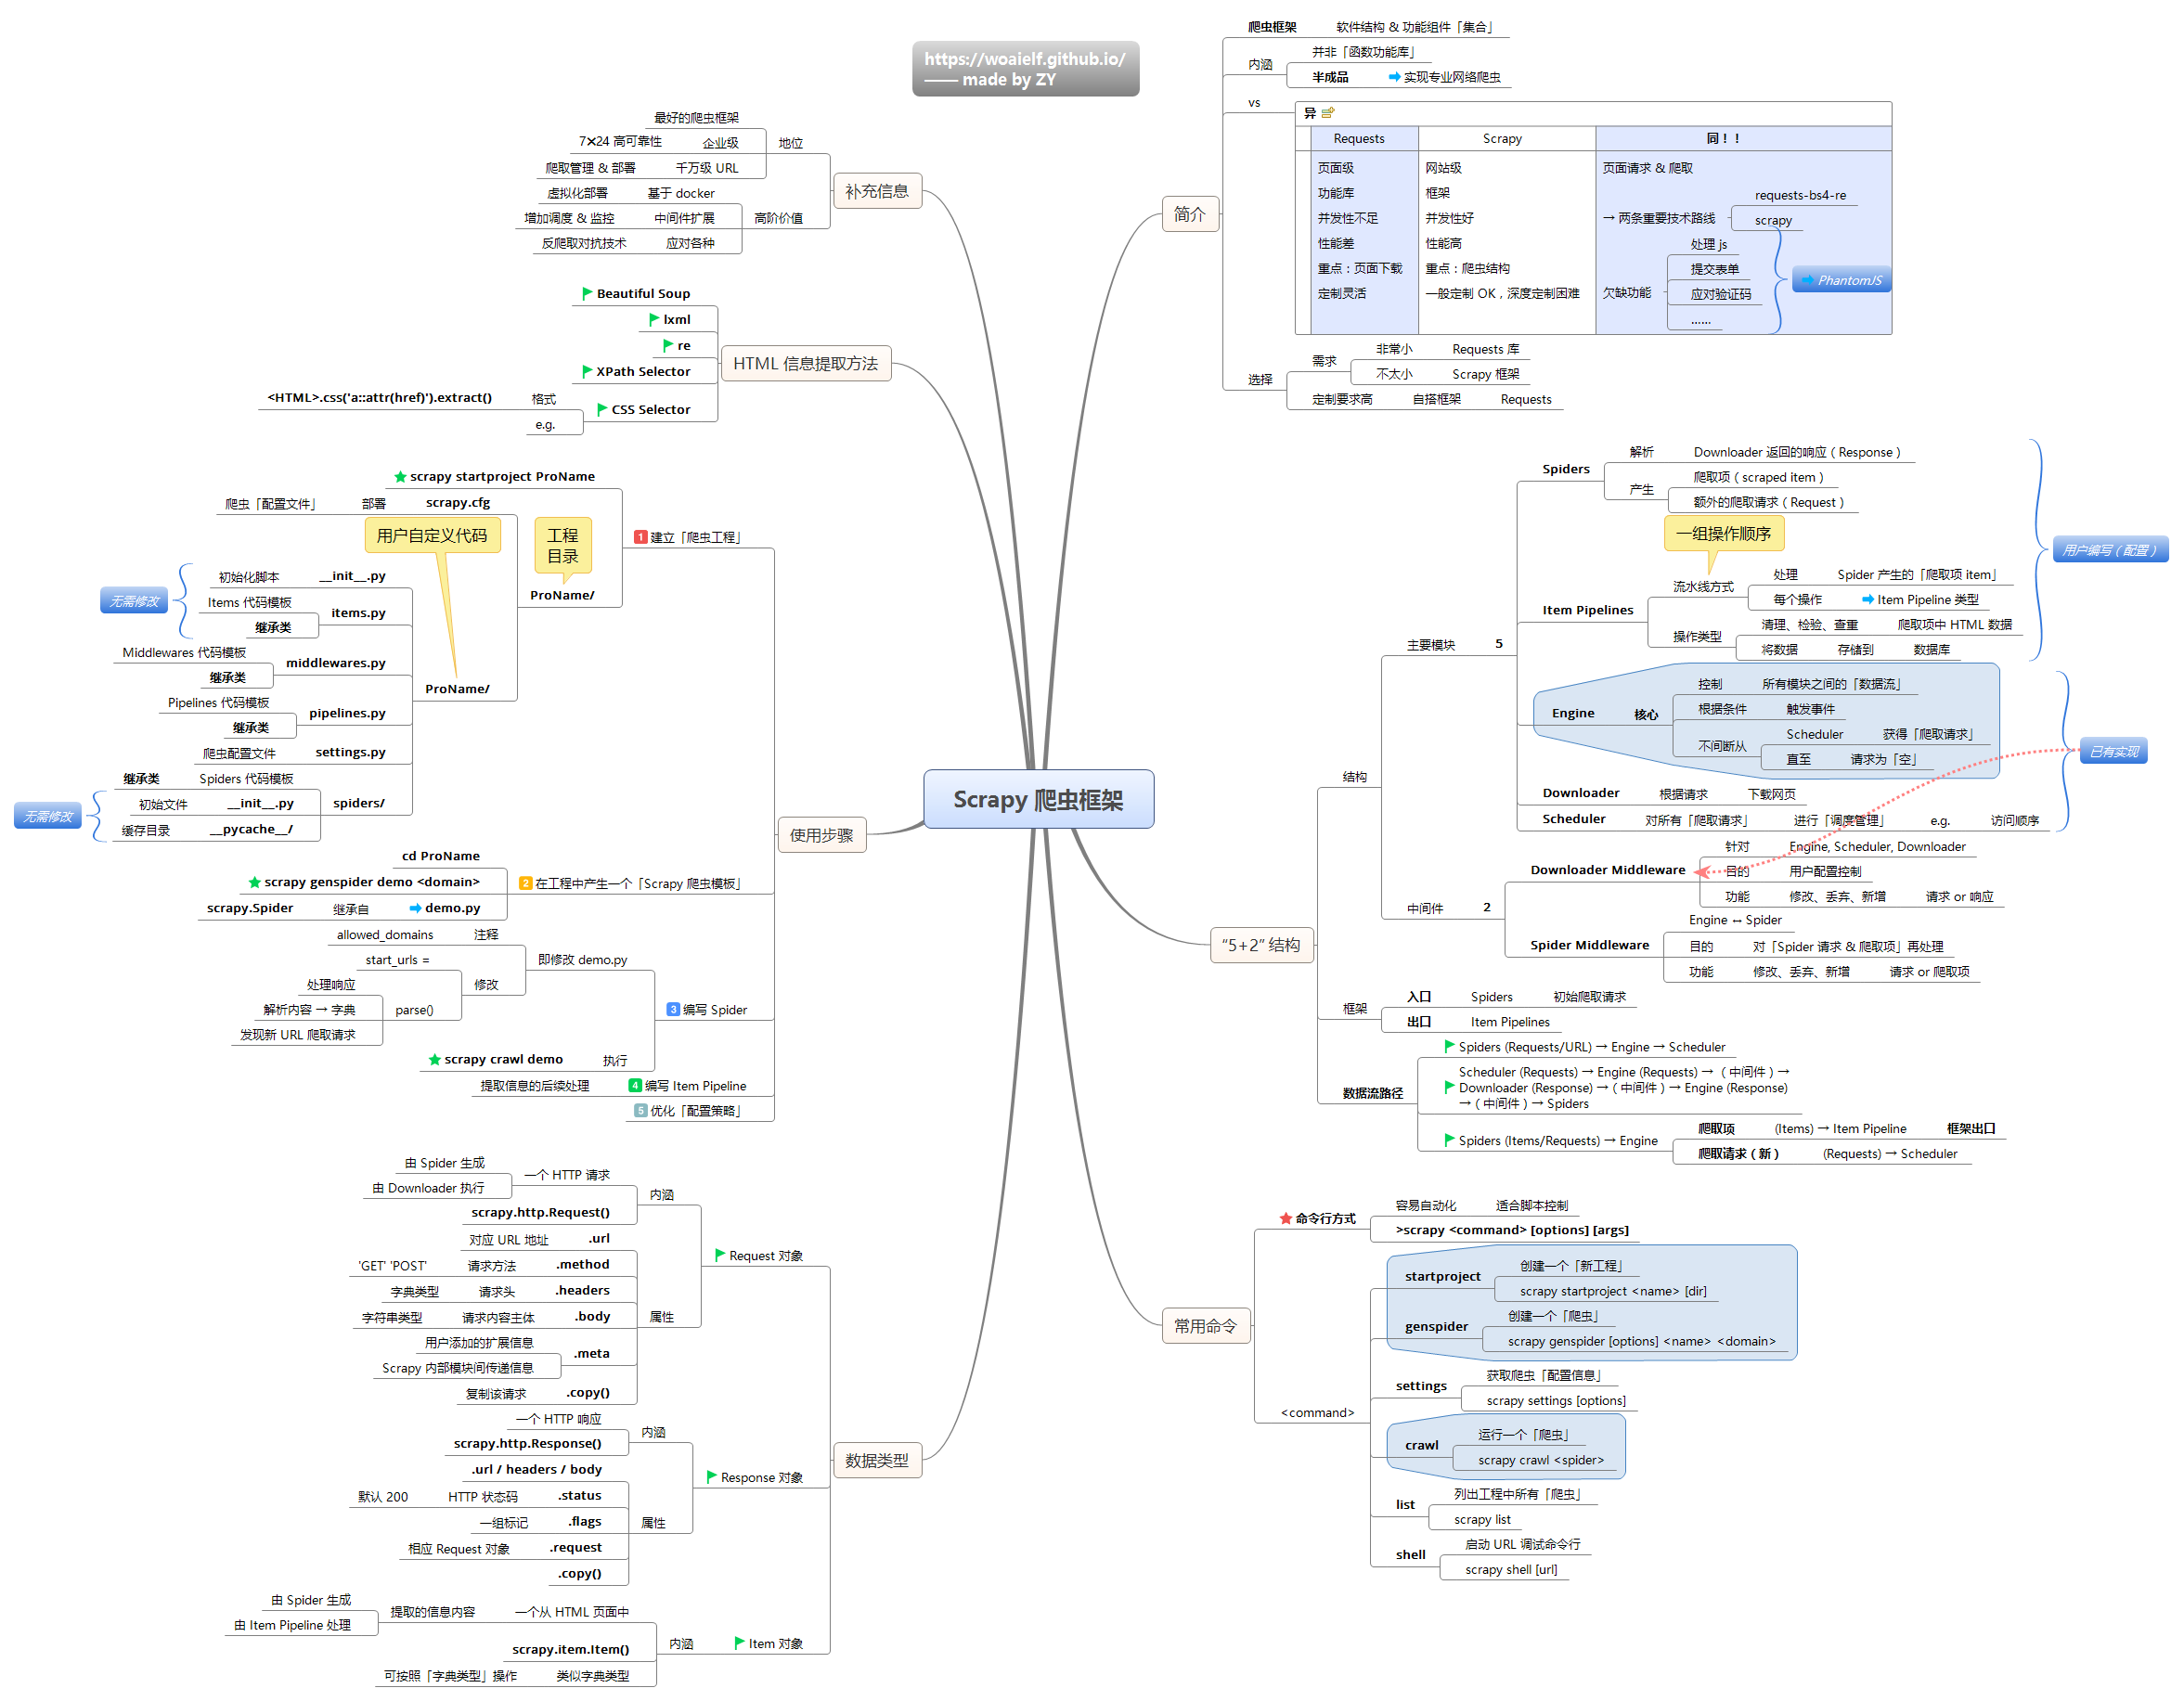 https://woaielf.github.io/
—— made by ZY
Scrapy 爬虫框架
简介
爬虫框架 软件结构 & 功能组件「集合」
内涵
并非「函数功能库」
半成品 实现专业网络爬虫
vs
异
Requests Scrapy 同！！
页面级 网站级 页面请求 & 爬取
功能库 框架
并发性不足 并发性好
性能差 性能高
重点：页面下载 重点：爬虫结构
定制灵活 一般定制 OK，深度定制困难
→ 两条重要技术路线
requests-bs4-re
scrapy
欠缺功能
处理 js
提交表单
应对验证码
......
PhantomJS
选择
需求
非常小 Requests 库
不太小 Scrapy 框架
定制要求高 自搭框架 Requests
“5+2” 结构
结构
主要模块 5
Spiders
解析 Downloader 返回的响应（Response）
产生
爬取项（scraped item）
额外的爬取请求（Request）
Item Pipelines
一组操作顺序
流水线方式
处理 Spider 产生的「爬取项 item」
每个操作 Item Pipeline 类型
操作类型
清理、检验、查重 爬取项中 HTML 数据
将数据 存储到 数据库
用户编写（配置）
Engine 核心
控制 所有模块之间的「数据流」
根据条件 触发事件
不间断从
Scheduler 获得「爬取请求」
直至 请求为「空」
Downloader 根据请求 下载网页
Scheduler 对所有「爬取请求」 进行「调度管理」 e.g. 访问顺序
已有实现
中间件 2
Downloader Middleware
针对 Engine, Scheduler, Downloader
目的 用户配置控制
功能 修改、丢弃、新增 请求 or 响应
Spider Middleware
Engine ↔ Spider
目的 对「Spider 请求 & 爬取项」再处理
功能 修改、丢弃、新增 请求 or 爬取项
框架
入口 Spiders 初始爬取请求
出口 Item Pipelines
数据流路径
Spiders (Requests/URL) → Engine → Scheduler
Scheduler (Requests) → Engine (Requests) →（中间件）→
Downloader (Response) →（中间件）→ Engine (Response)
→（中间件）→ Spiders
Spiders (Items/Requests) → Engine
爬取项 (Items) → Item Pipeline 框架出口
爬取请求（新） (Requests) → Scheduler
常用命令
命令行方式
容易自动化 适合脚本控制
>scrapy <command> [options] [args]
<command>
startproject
创建一个「新工程」
scrapy startproject <name> [dir]
genspider
创建一个「爬虫」
scrapy genspider [options] <name> <domain>
settings
获取爬虫「配置信息」
scrapy settings [options]
crawl
运行一个「爬虫」
scrapy crawl <spider>
list
列出工程中所有「爬虫」
scrapy list
shell
启动 URL 调试命令行
scrapy shell [url]
补充信息
地位
最好的爬虫框架
7×24 高可靠性 企业级
爬取管理 & 部署 千万级 URL
高阶价值
虚拟化部署 基于 docker
增加调度 & 监控 中间件扩展
反爬取对抗技术 应对各种
HTML 信息提取方法
Beautiful Soup
lxml
re
XPath Selector
CSS Selector
<HTML>.css('a::attr(href)').extract() 格式
e.g.
使用步骤
1 建立「爬虫工程」
scrapy startproject ProName
工程
目录
ProName/
爬虫「配置文件」 部署 scrapy.cfg
用户自定义代码
ProName/
初始化脚本 __init__.py
Items 代码模板
继承类
items.py
无需修改
Middlewares 代码模板
继承类
middlewares.py
Pipelines 代码模板
继承类
pipelines.py
爬虫配置文件 settings.py
继承类 Spiders 代码模板
初始文件 __init__.py
缓存目录 __pycache__/
spiders/
无需修改
2 在工程中产生一个「Scrapy 爬虫模板」
cd ProName
scrapy genspider demo <domain>
scrapy.Spider 继承自 demo.py
3 编写 Spider
即修改 demo.py
allowed_domains 注释
修改
start_urls =
parse()
处理响应
解析内容 → 字典
发现新 URL 爬取请求
scrapy crawl demo 执行
提取信息的后续处理 4 编写 Item Pipeline
5 优化「配置策略」
数据类型
Request 对象
内涵
由 Spider 生成
由 Downloader 执行
一个 HTTP 请求
scrapy.http.Request()
属性
对应 URL 地址 .url
'GET' 'POST' 请求方法 .method
字典类型 请求头 .headers
字符串类型 请求内容主体 .body
用户添加的扩展信息
Scrapy 内部模块间传递信息
.meta
复制该请求 .copy()
Response 对象
内涵
一个 HTTP 响应
scrapy.http.Response()
属性
.url / headers / body
默认 200 HTTP 状态码 .status
一组标记 .flags
相应 Request 对象 .request
.copy()
Item 对象
内涵
由 Spider 生成
由 Item Pipeline 处理
提取的信息内容 一个从 HTML 页面中
scrapy.item.Item()
可按照「字典类型」操作 类似字典类型